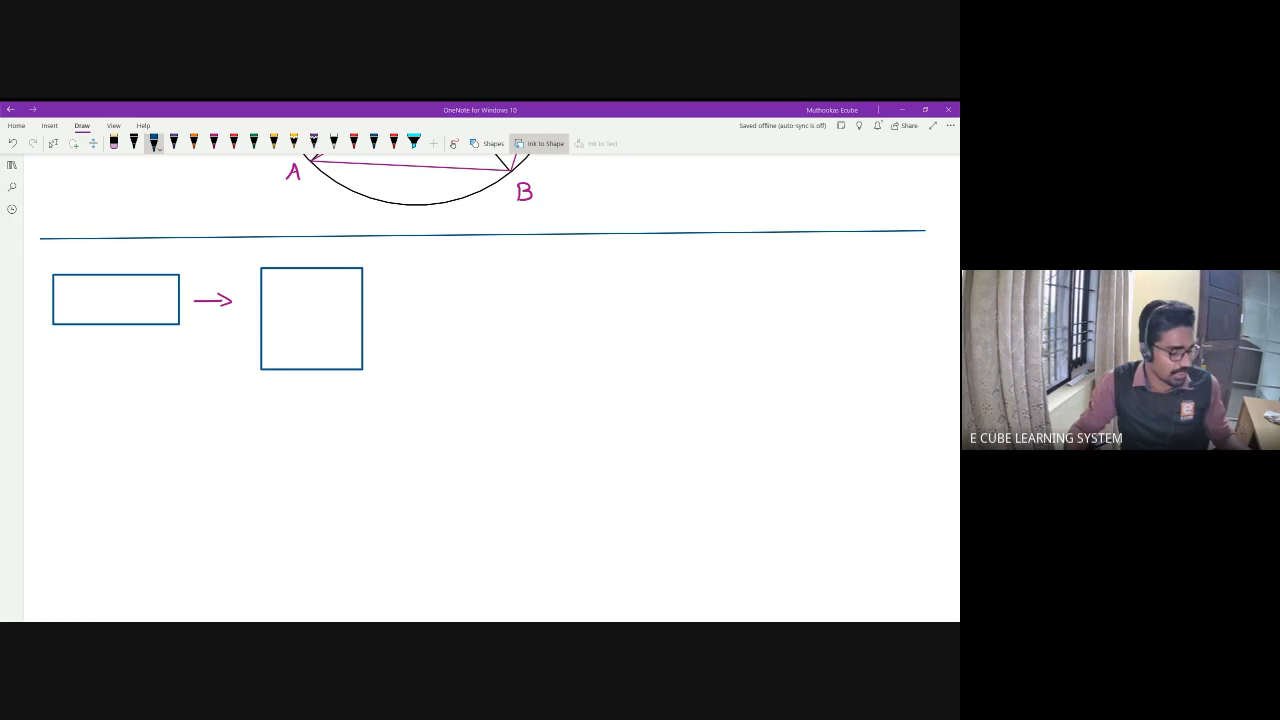 OneNote for Windows 10
Muthookas Ecube
Home Insert Draw View Help
Saved offline (auto-sync is off)
Share
Shapes
Ink to Shape
Ink to Text
A
B
E CUBE LEARNING SYSTEM